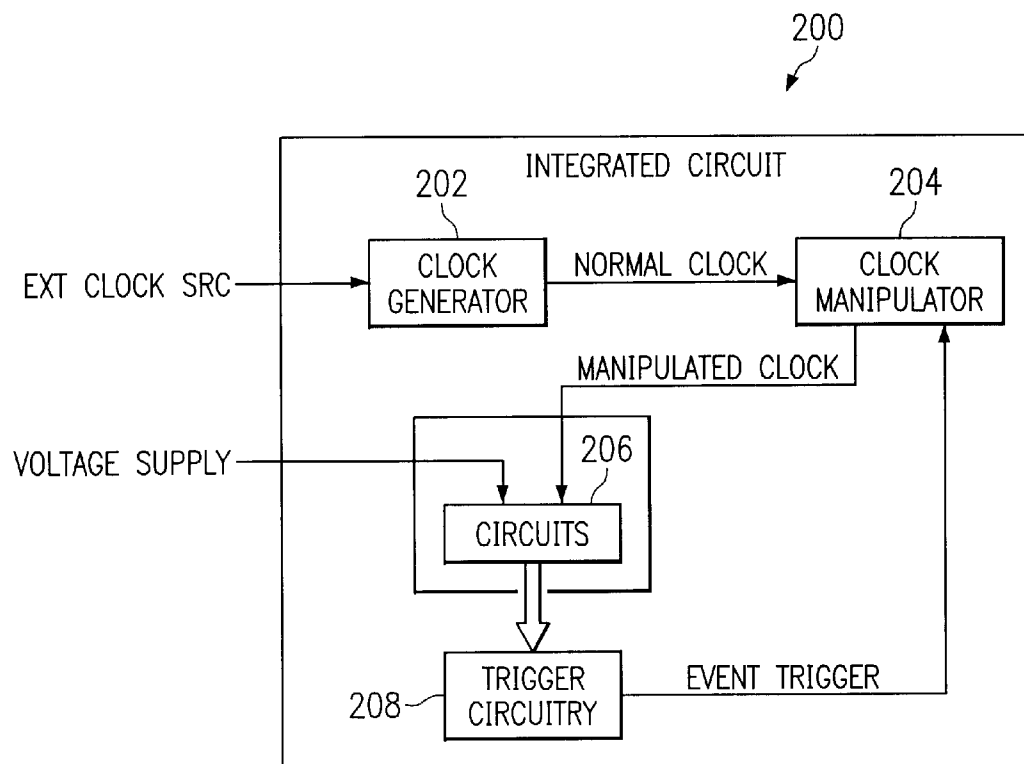 200
INTEGRATED CIRCUIT
202
204
EXT CLOCK SRC
CLOCK
GENERATOR
NORMAL CLOCK
CLOCK
MANIPULATOR
MANIPULATED CLOCK
VOLTAGE SUPPLY
206
CIRCUITS
208
TRIGGER
CIRCUITRY
EVENT TRIGGER